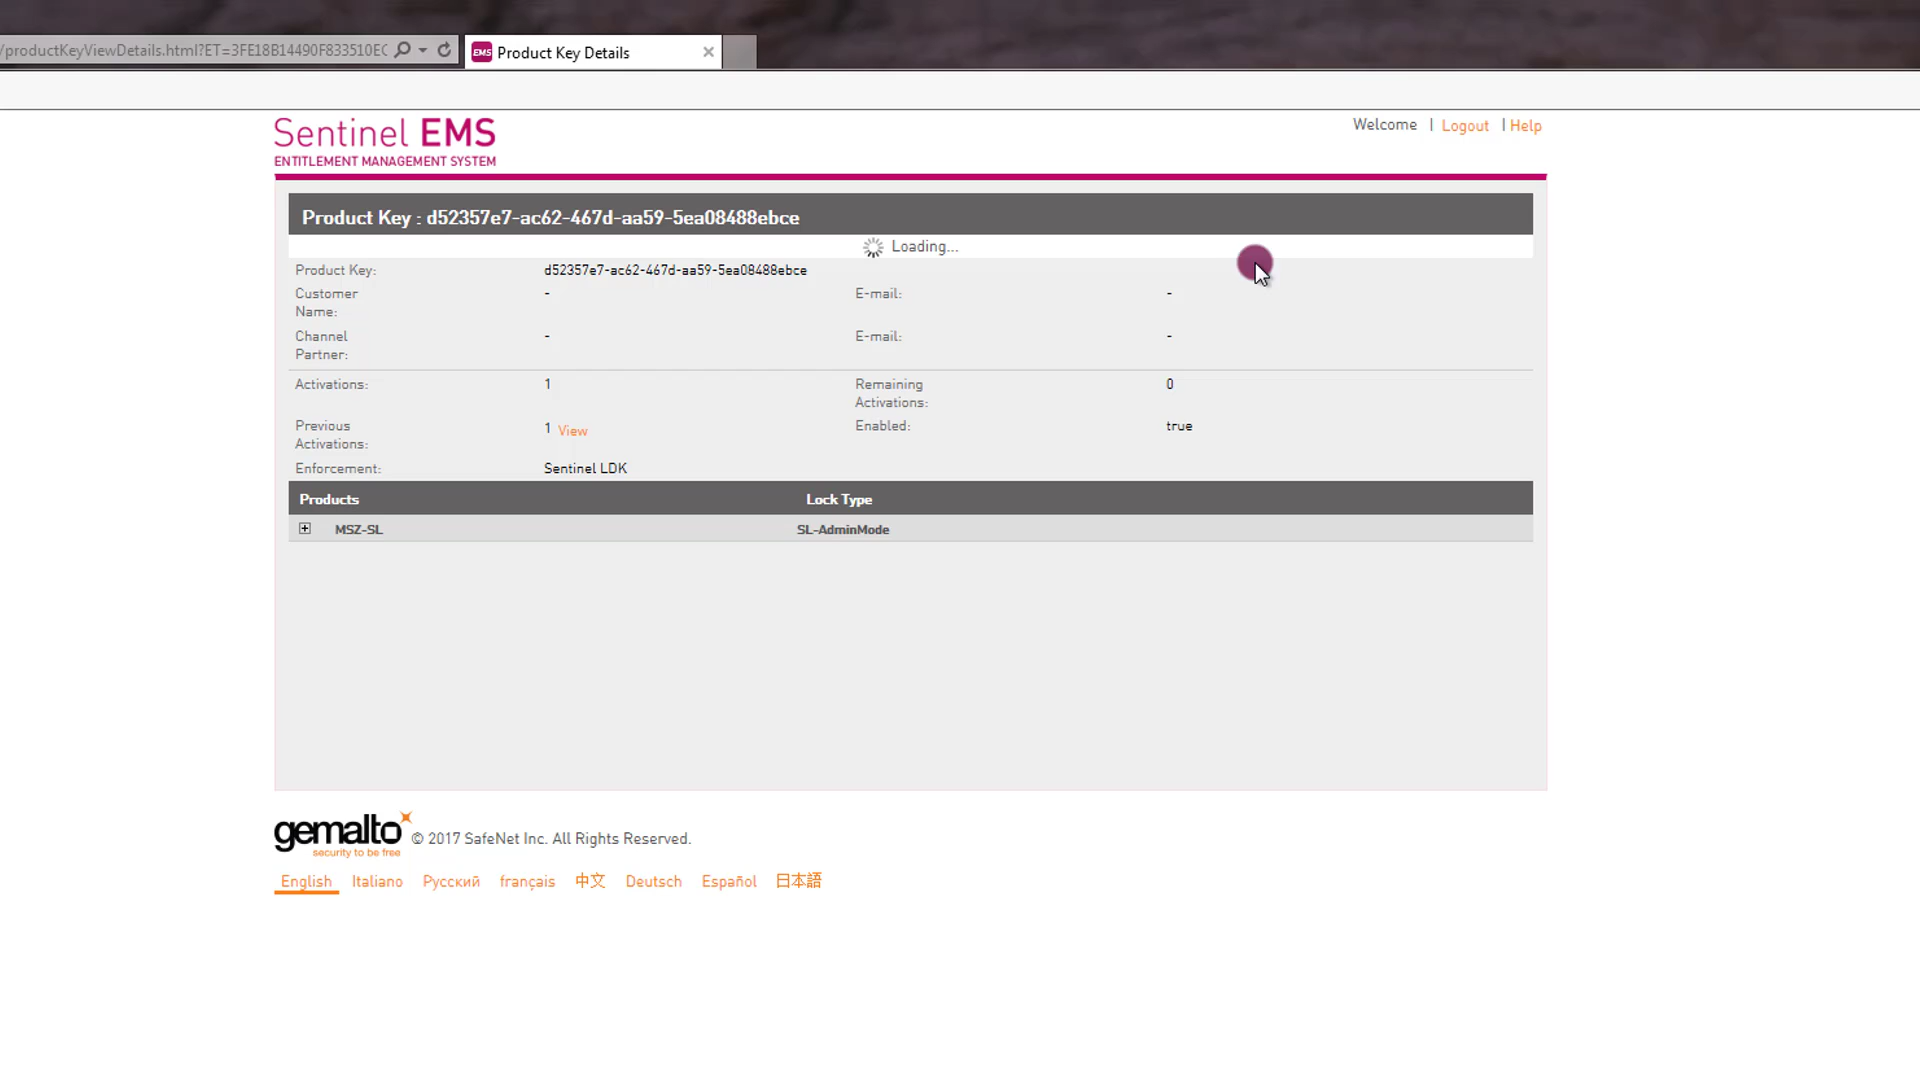 /productKeyViewDetails.html?ET=3FE18B14490F833510EC
EMS Product Key Details
Sentinel EMS
ENTITLEMENT MANAGEMENT SYSTEM
Welcome | Logout | Help
Product Key : d52357e7-ac62-467d-aa59-5ea08488ebce
Loading...
Product Key: d52357e7-ac62-467d-aa59-5ea08488ebce
Customer Name: - E-mail: -
Channel Partner: - E-mail: -
Activations: 1 Remaining Activations: 0
Previous Activations: 1 View Enabled: true
Enforcement: Sentinel LDK
Products Lock Type
MSZ-SL SL-AdminMode
gemalto
security to be free
© 2017 SafeNet Inc. All Rights Reserved.
English Italiano Русский français 中文 Deutsch Español 日本語